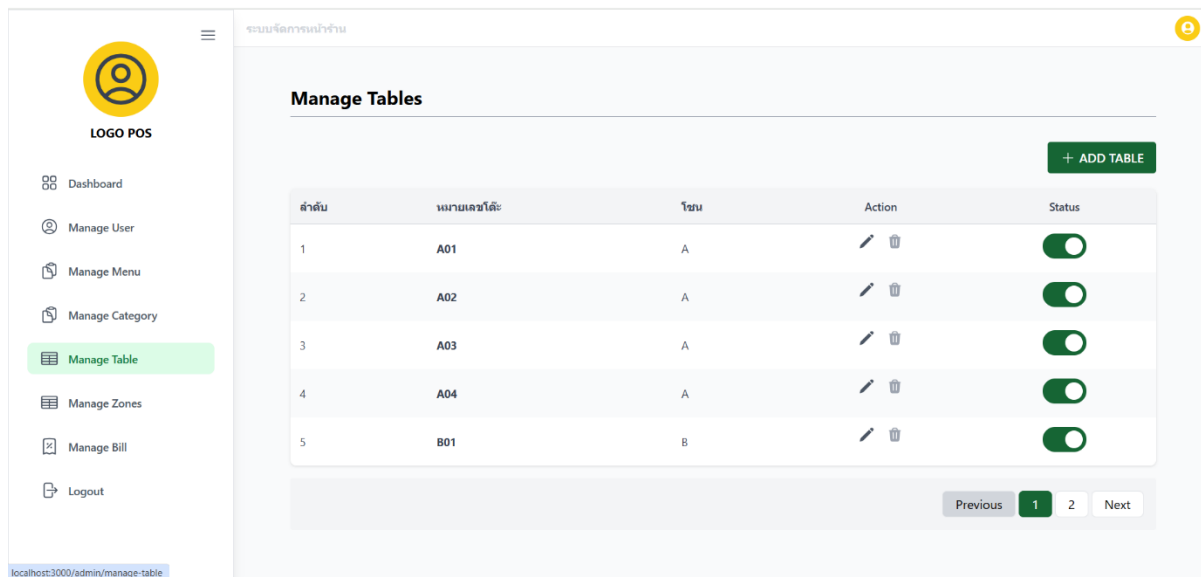 ระบบจัดการหน้าร้าน
LOGO POS
Dashboard
Manage User
Manage Menu
Manage Category
Manage Table
Manage Zones
Manage Bill
Logout
Manage Tables
+ ADD TABLE
ลำดับ หมายเลขโต๊ะ โซน Action Status
1 A01 A
2 A02 A
3 A03 A
4 A04 A
5 B01 B
Previous 1 2 Next
localhost:3000/admin/manage-table